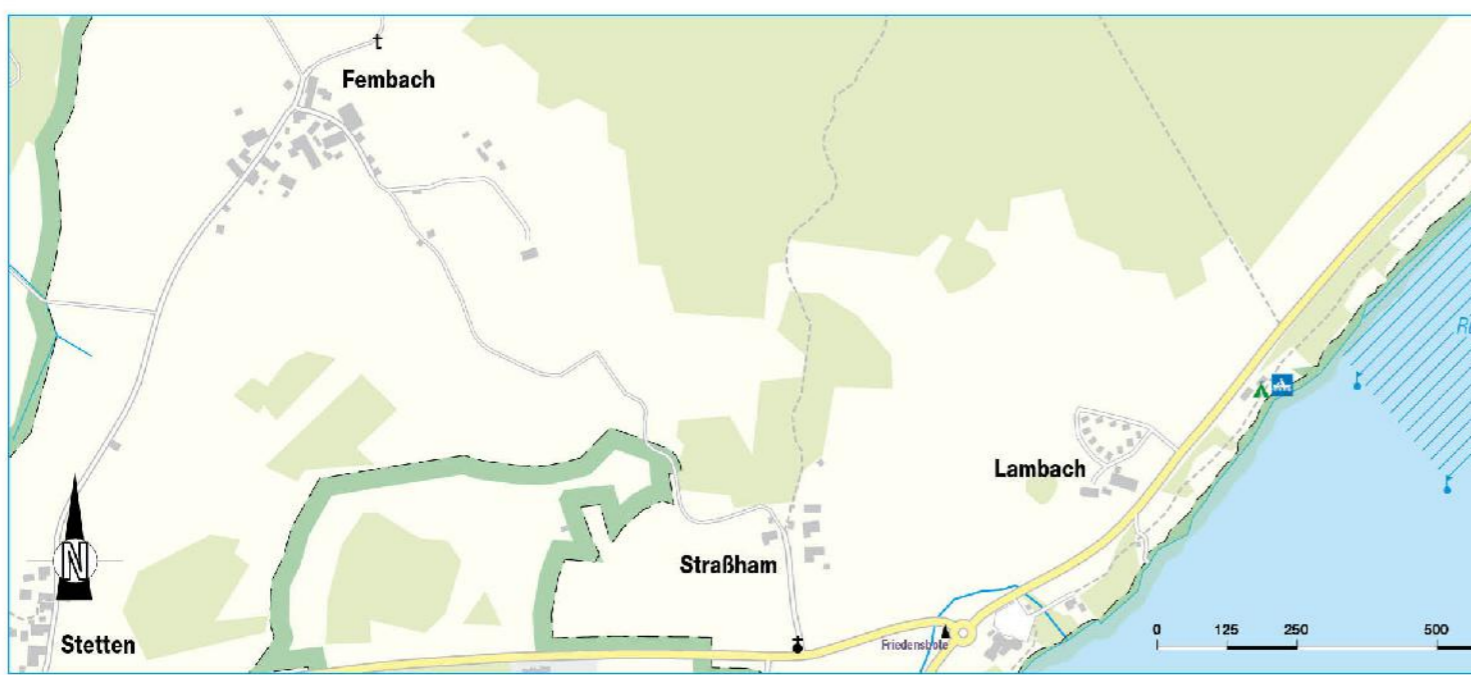 Fembach
Lambach
Straßham
N
Stetten
Friedensbote
0 125 250 500